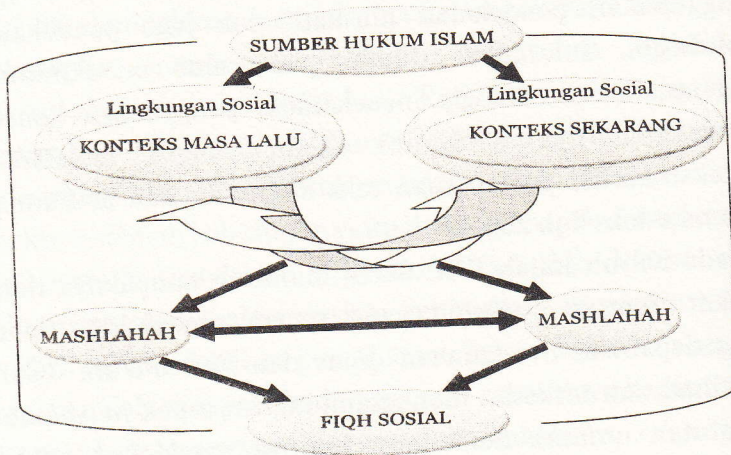 SUMBER HUKUM ISLAM
Lingkungan Sosial
KONTEKS MASA LALU
Lingkungan Sosial
KONTEKS SEKARANG
MASHLAHAH
MASHLAHAH
FIQH SOSIAL